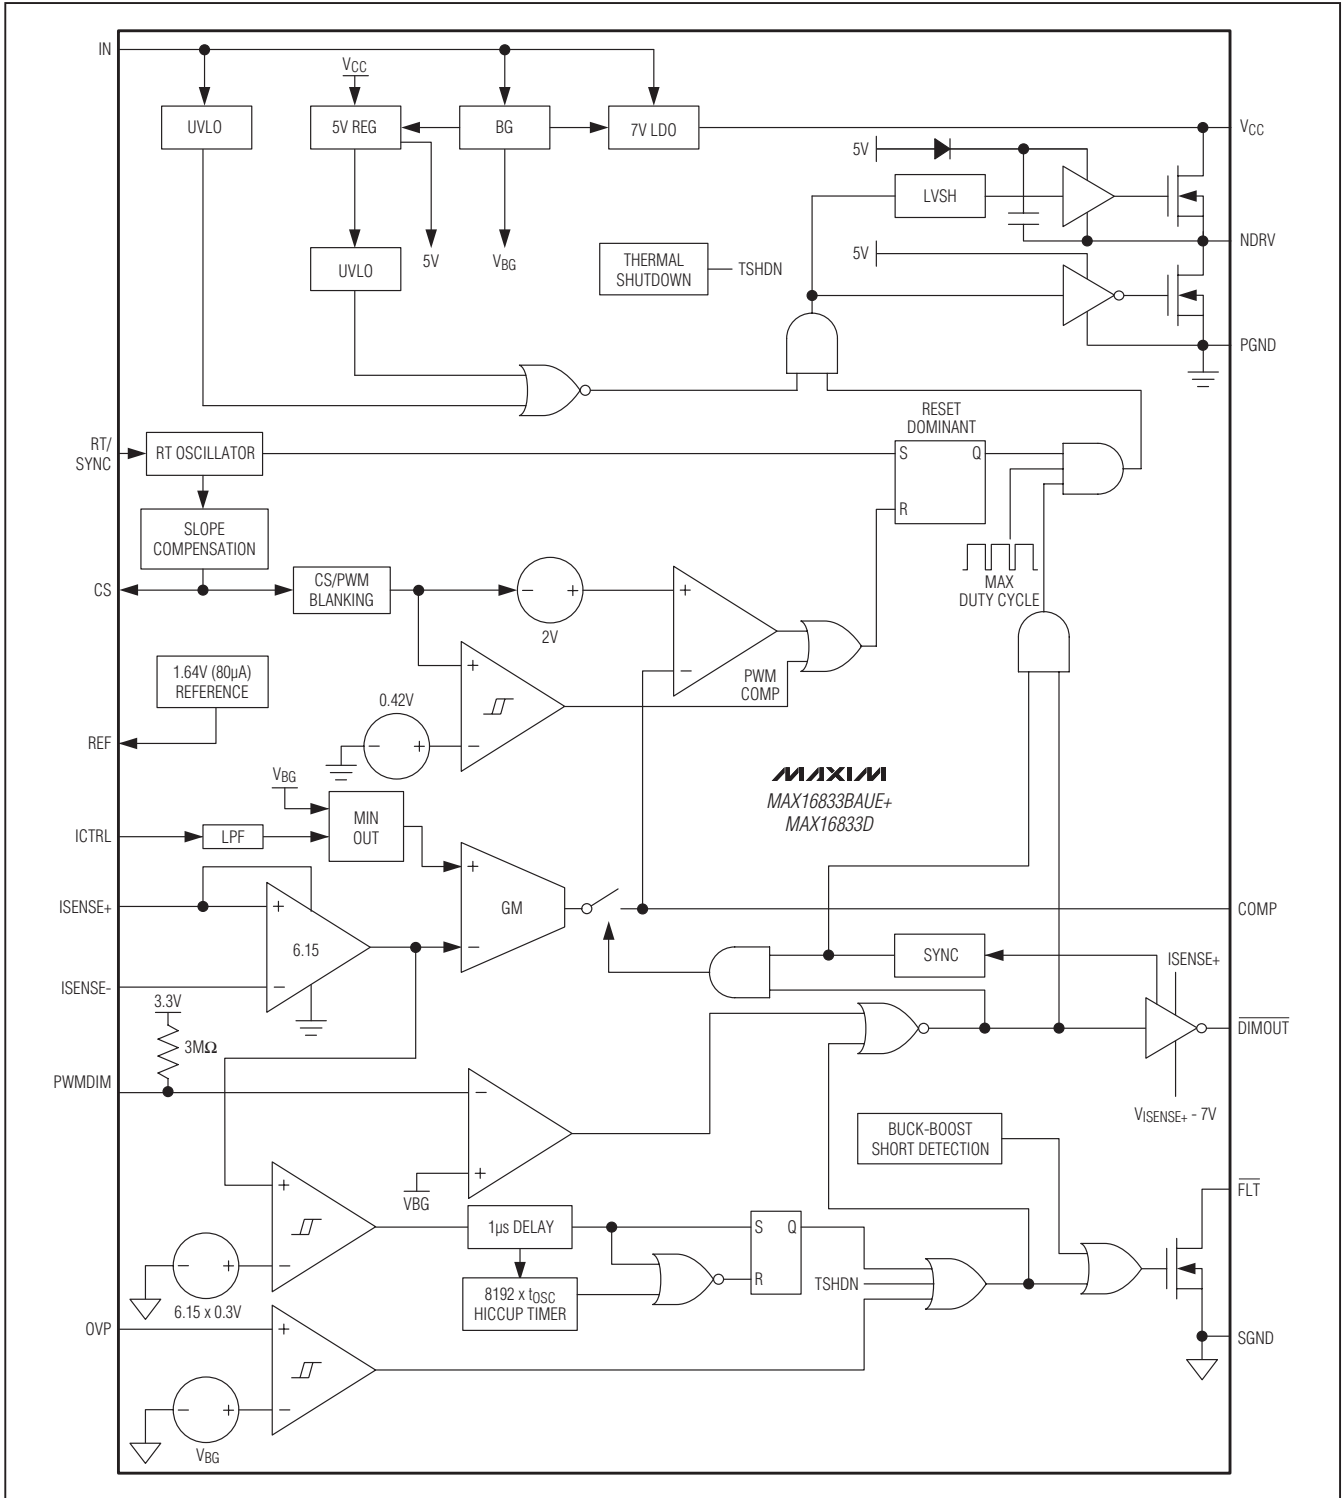 IN
VCC
UVLO
5V REG
BG
7V LDO
VCC
5V
LVSH
UVLO
5V
VBG
THERMAL
SHUTDOWN
TSHDN
5V
NDRV
PGND
RT/
SYNC
RT OSCILLATOR
RESET
DOMINANT
S
Q
R
SLOPE
COMPENSATION
CS
CS/PWM
BLANKING
-
+
2V
+
-
MAX
DUTY CYCLE
1.64V (80µA)
REFERENCE
0.42V
+
-
-
+
PWM
COMP
REF
VBG
MIN
OUT
MAXIM
MAX16833BAUE+
MAX16833D
ICTRL
LPF
+
GM
-
ISENSE+
+
6.15
-
COMP
SYNC
ISENSE+
ISENSE-
3.3V
3MΩ
DIMOUT
PWMDIM
-
+
VBG
VISENSE+ - 7V
BUCK-BOOST
SHORT DETECTION
FLT
+
-
-
+
6.15 x 0.3V
1µs DELAY
S
Q
R
8192 x tOSC
HICCUP TIMER
TSHDN
OVP
+
-
-
+
VBG
SGND